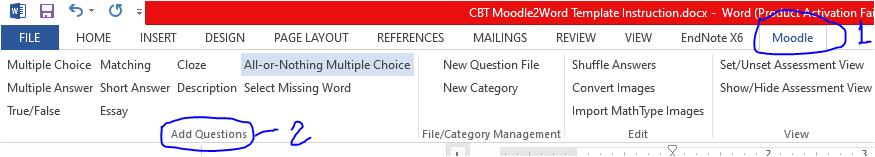 CBT Moodle2Word Template Instruction.docx - Word (Product Activation Fai
FILE HOME INSERT DESIGN PAGE LAYOUT REFERENCES MAILINGS REVIEW VIEW EndNote X6 Moodle 1
Multiple Choice Matching Cloze All-or-Nothing Multiple Choice New Question File Shuffle Answers Set/Unset Assessment View
Multiple Answer Short Answer Description Select Missing Word New Category Convert Images Show/Hide Assessment View
True/False Essay Import MathType Images
Add Questions - 2 File/Category Management Edit View
L 2 3